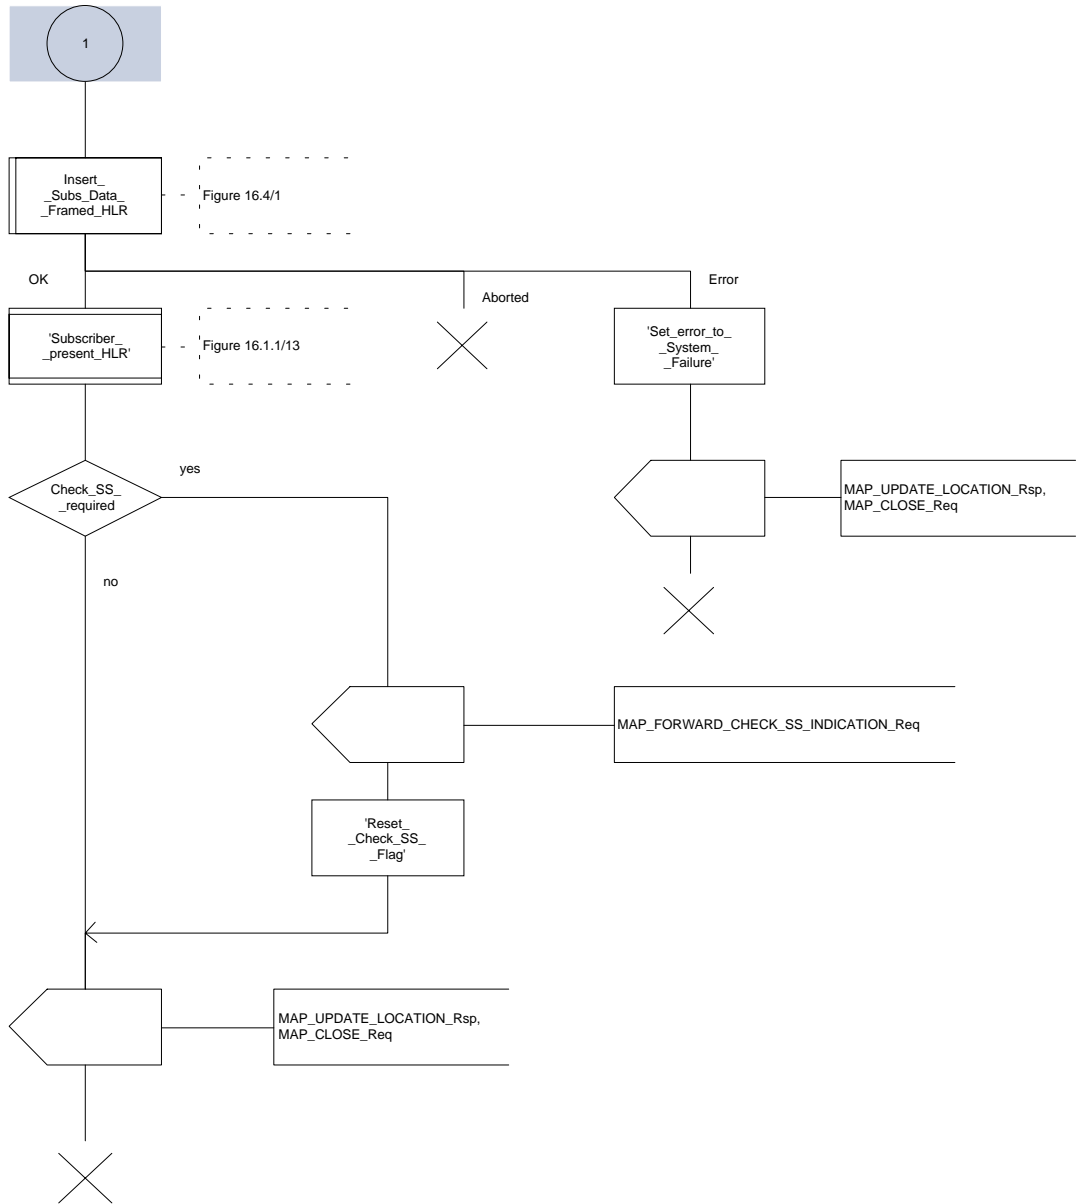 1
Insert_
_Subs_Data_
_Framed_HLR
Figure 16.4/1
OK
Aborted
Error
'Subscriber_
_present_HLR'
Figure 16.1.1/13
'Set_error_to_
_System_
_Failure'
yes
Check_SS_
_required
MAP_UPDATE_LOCATION_Rsp,
MAP_CLOSE_Req
no
MAP_FORWARD_CHECK_SS_INDICATION_Req
'Reset_
_Check_SS_
_Flag'
MAP_UPDATE_LOCATION_Rsp,
MAP_CLOSE_Req